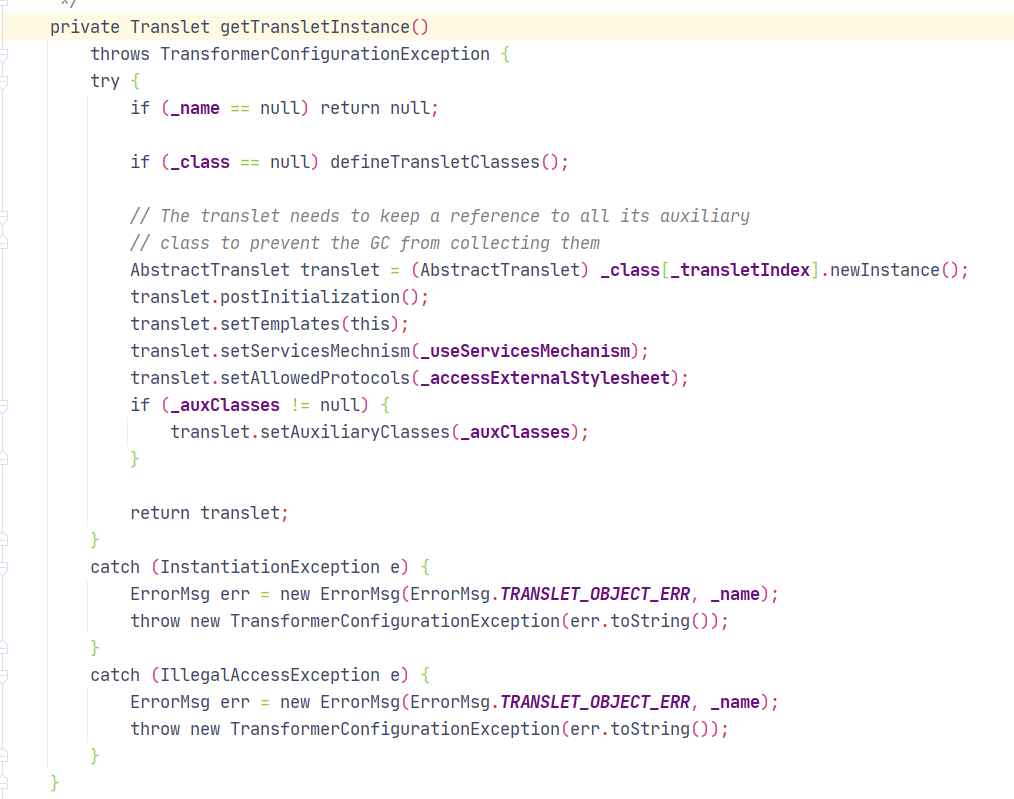 */
private Translet getTransletInstance()
throws TransformerConfigurationException {
try {
if (_name == null) return null;
if (_class == null) defineTransletClasses();
// The translet needs to keep a reference to all its auxiliary
// class to prevent the GC from collecting them
AbstractTranslet translet = (AbstractTranslet) _class[_transletIndex].newInstance();
translet.postInitialization();
translet.setTemplates(this);
translet.setServicesMechnism(_useServicesMechanism);
translet.setAllowedProtocols(_accessExternalStylesheet);
if (_auxClasses != null) {
translet.setAuxiliaryClasses(_auxClasses);
}
return translet;
}
catch (InstantiationException e) {
ErrorMsg err = new ErrorMsg(ErrorMsg.TRANSLET_OBJECT_ERR, _name);
throw new TransformerConfigurationException(err.toString());
}
catch (IllegalAccessException e) {
ErrorMsg err = new ErrorMsg(ErrorMsg.TRANSLET_OBJECT_ERR, _name);
throw new TransformerConfigurationException(err.toString());
}
}